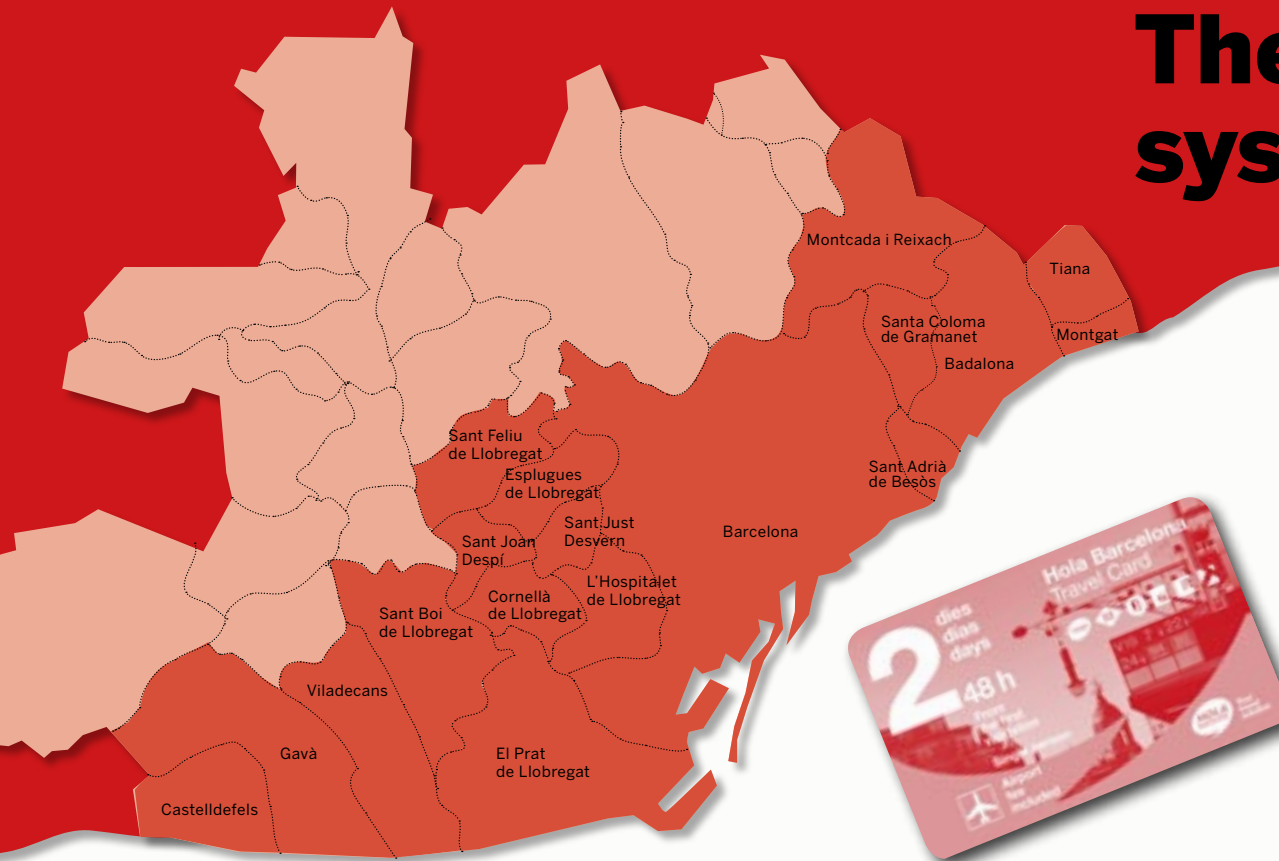 The
sys
Montcada i Reixach
Tiana
Santa Coloma
de Gramanet
Montgat
Badalona
Sant Feliu
de Llobregat
Esplugues
de Llobregat
Sant Adrià
de Besòs
Sant Just
Desvern
Barcelona
Sant Joan
Despí
L'Hospitalet
de Llobregat
Cornellà
de Llobregat
Sant Boi
de Llobregat
Viladecans
Gavà
El Prat
de Llobregat
Castelldefels
Hola Barcelona
Travel Card
2
dies
días
days
48 h
Airport
fee
included
HOLA